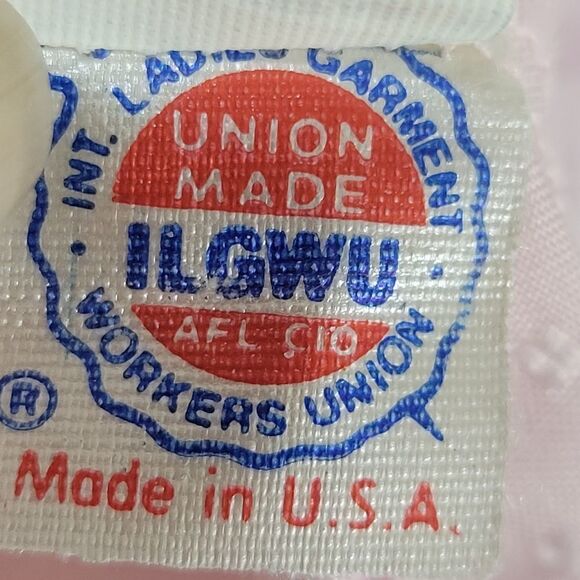 INT. LADIES GARMENT
UNION
MADE
ILGWU
AFL CIO
WORKERS UNION
®
Made in U.S.A.